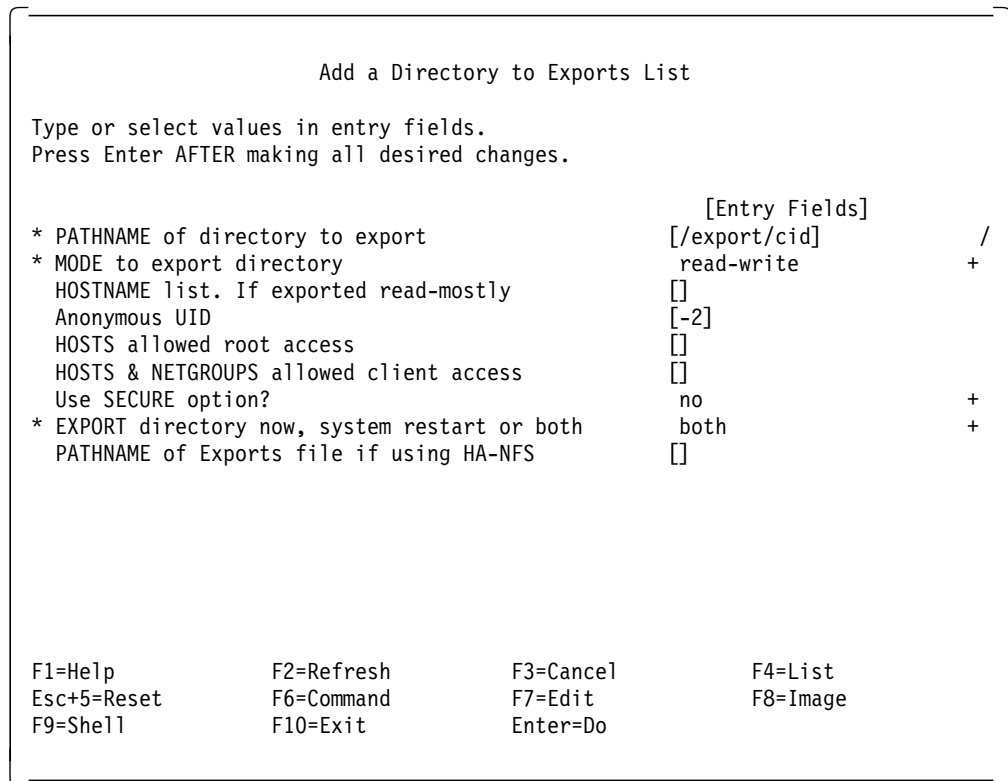 Add a Directory to Exports List
Type or select values in entry fields.
Press Enter AFTER making all desired changes.
[Entry Fields]
* PATHNAME of directory to export [/export/cid] /
* MODE to export directory read-write +
HOSTNAME list. If exported read-mostly []
Anonymous UID [-2]
HOSTS allowed root access []
HOSTS & NETGROUPS allowed client access []
Use SECURE option? no +
* EXPORT directory now, system restart or both both +
PATHNAME of Exports file if using HA-NFS []
F1=Help F2=Refresh F3=Cancel F4=List
Esc+5=Reset F6=Command F7=Edit F8=Image
F9=Shell F10=Exit Enter=Do